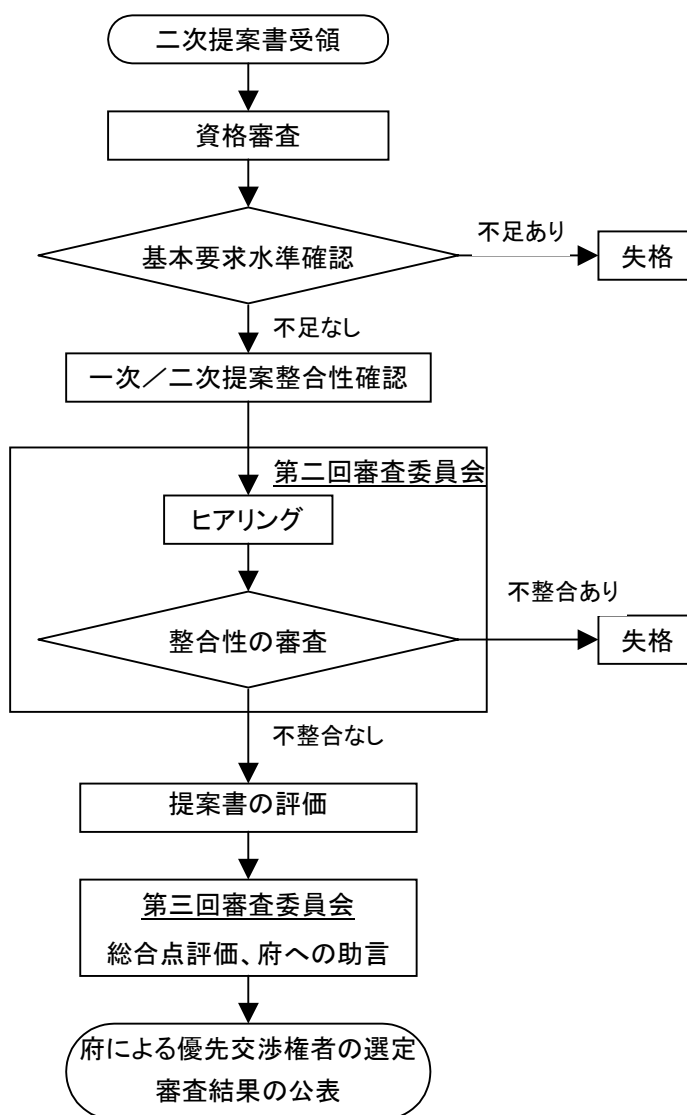 二次提案書受領
資格審査
基本要求水準確認
不足あり
失格
不足なし
一次／二次提案整合性確認
第二回審査委員会
ヒアリング
整合性の審査
不整合あり
失格
不整合なし
提案書の評価
第三回審査委員会
総合点評価、府への助言
府による優先交渉権者の選定
審査結果の公表